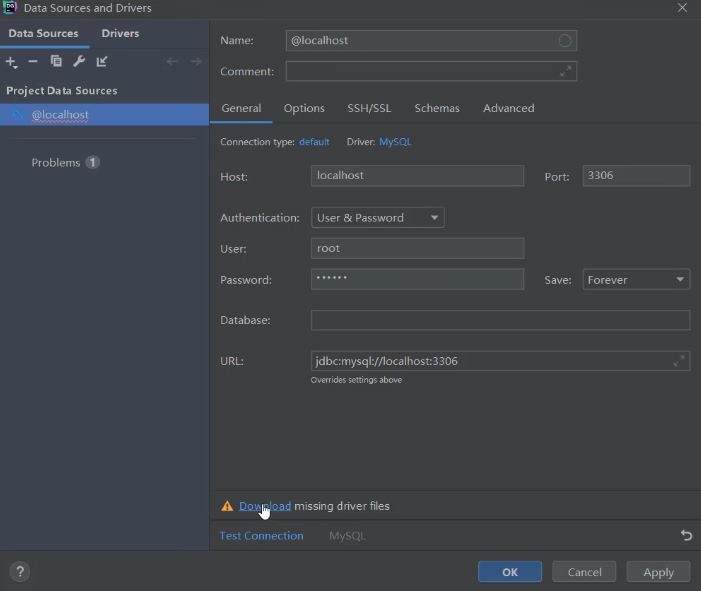 DG Data Sources and Drivers
Data Sources Drivers
Project Data Sources
@localhost
Problems 1
Name: @localhost
Comment:
General Options SSH/SSL Schemas Advanced
Connection type: default Driver: MySQL
Host: localhost Port: 3306
Authentication: User & Password
User: root
Password: •••••• Save: Forever
Database:
URL: jdbc:mysql://localhost:3306
Overrides settings above
Download missing driver files
Test Connection MySQL
? OK Cancel Apply